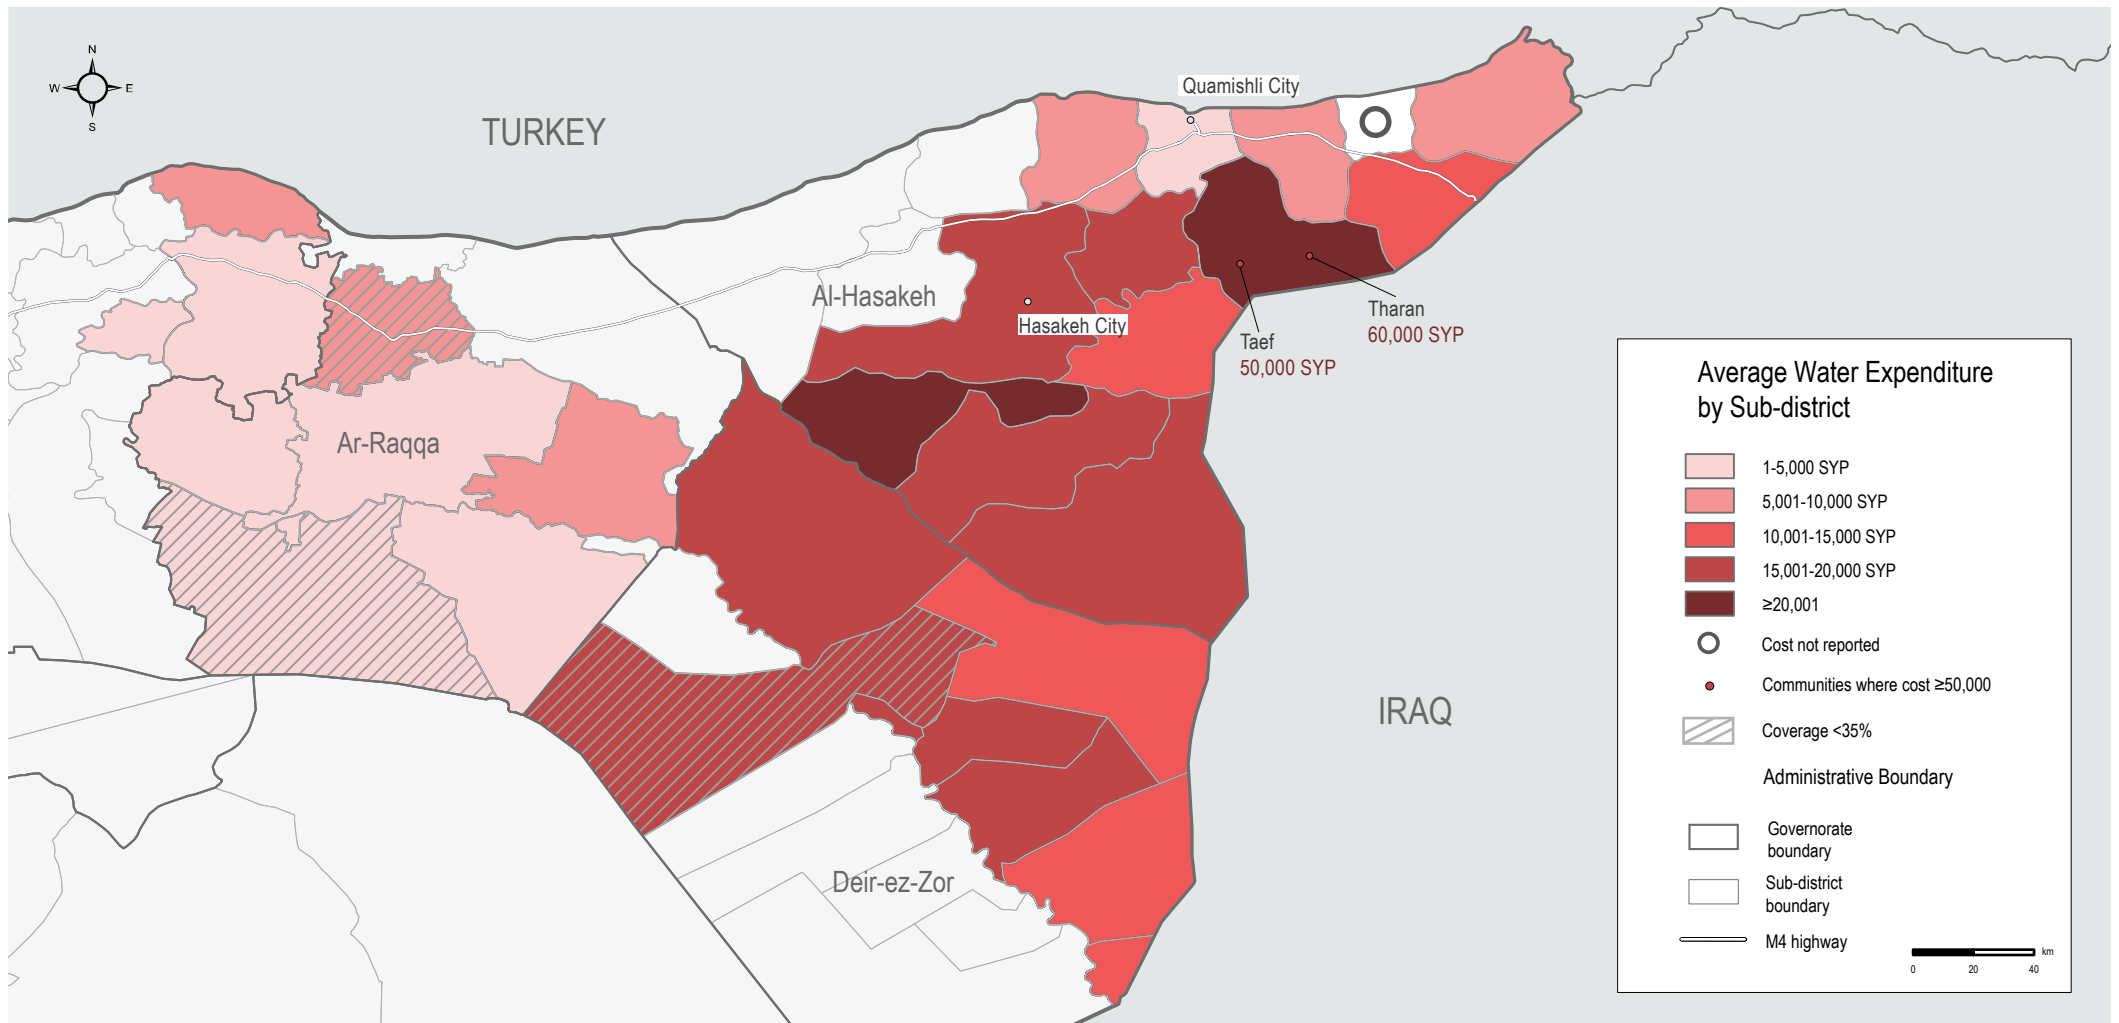 N
W E
S
TURKEY
Quamishli City
Al-Hasakeh
Hasakeh City
Tharan
60,000 SYP
Taef
50,000 SYP
Ar-Raqqa
IRAQ
Deir-ez-Zor
Average Water Expenditure
by Sub-district
1-5,000 SYP
5,001-10,000 SYP
10,001-15,000 SYP
15,001-20,000 SYP
≥20,001
Cost not reported
Communities where cost ≥50,000
Coverage <35%
Administrative Boundary
Governorate
boundary
Sub-district
boundary
M4 highway
km
0 20 40